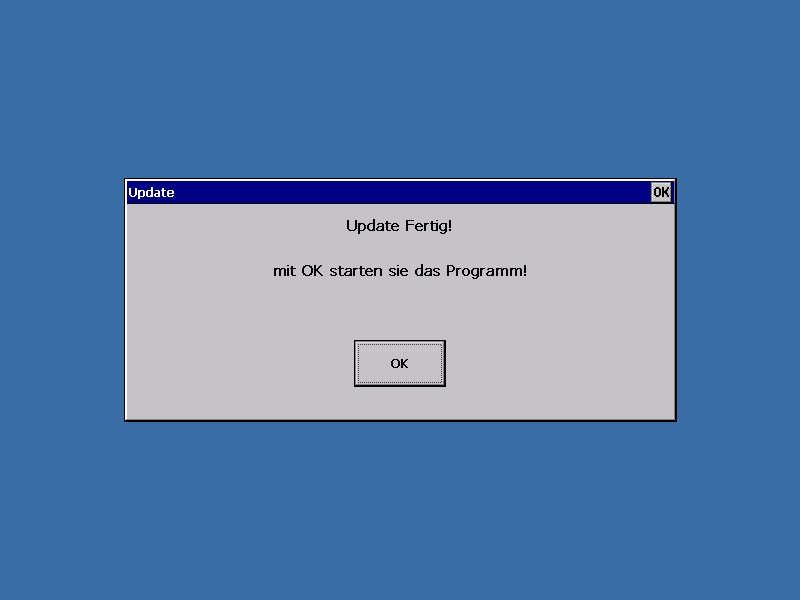 Update OK
Update Fertig!
mit OK starten sie das Programm!
OK